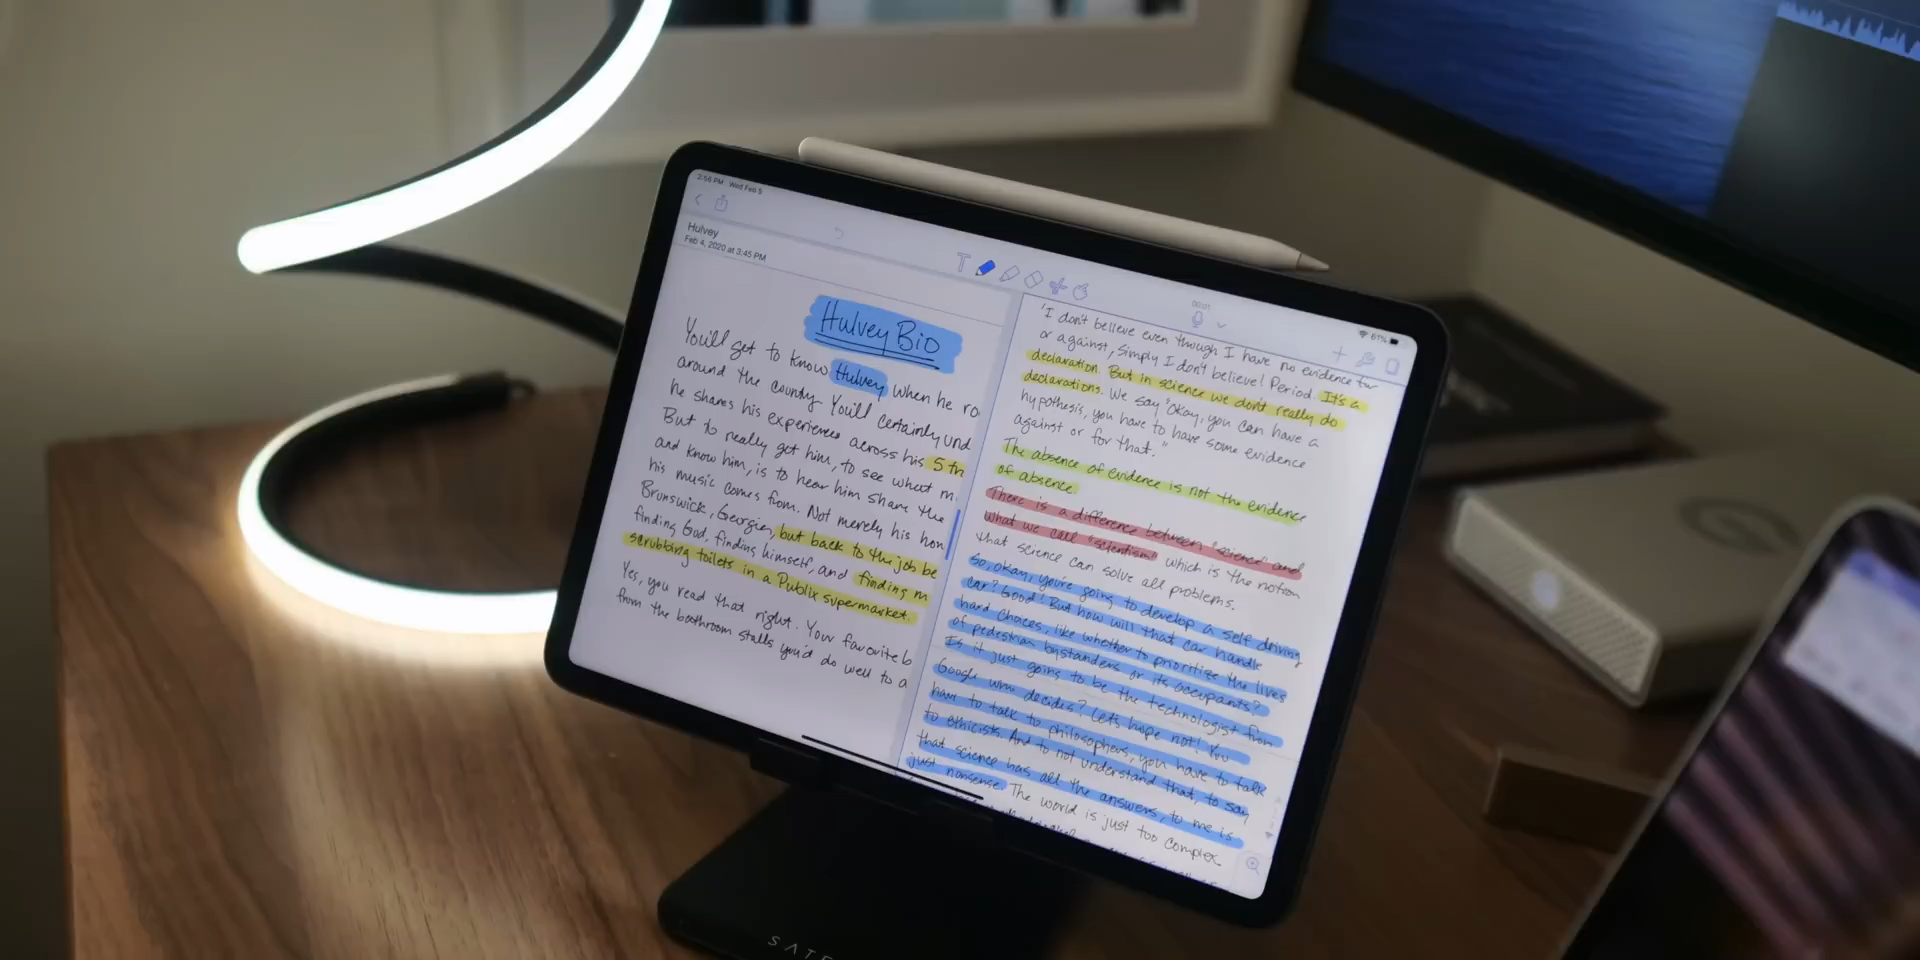 2:56 PM Wed Feb 5
61%
Hulvey
Feb 4, 2020 at 3:45 PM
T
00:01
Hulvey Bio
You'll get to know Hulvey when he ro
around the country. You'll certainly und
he shares his experiences across his 5 tr
But to really get him, to see what m
and know him, is to hear him share the
his music comes from. Not merely his hom
Brunswick, Georgia, but back to the job be
finding God, finding himself, and finding m
scrubbing toilets in a Publix supermarket.
Yes, you read that right. Your favorite b
from the bathroom stalls you'd do well to a
"I don't believe even though I have no evidence for
or against, Simply I don't believe! Period. It's a
declaration. But in science we don't really do
declarations. We say "Okay, you can have a
hypothesis, you have to have some evidence
against or for that."
The absence of evidence is not the evidence
of absence.
There is a difference between "science" and
what we call "scientism" which is the notion
that science can solve all problems.
So, okay, you're going to develop a self driving
car? Good! But how will that car handle
hard choices, like whether to prioritize the lives
of pedestrian bystanders or its occupants?
Is it just going to be the technologist from
Google who decides? Let's hope not! You
have to talk to philosophers, you have to talk
to ethicists. And to not understand that, to say
that science has all the answers, to me is
just nonsense. The world is just too complex
SATE